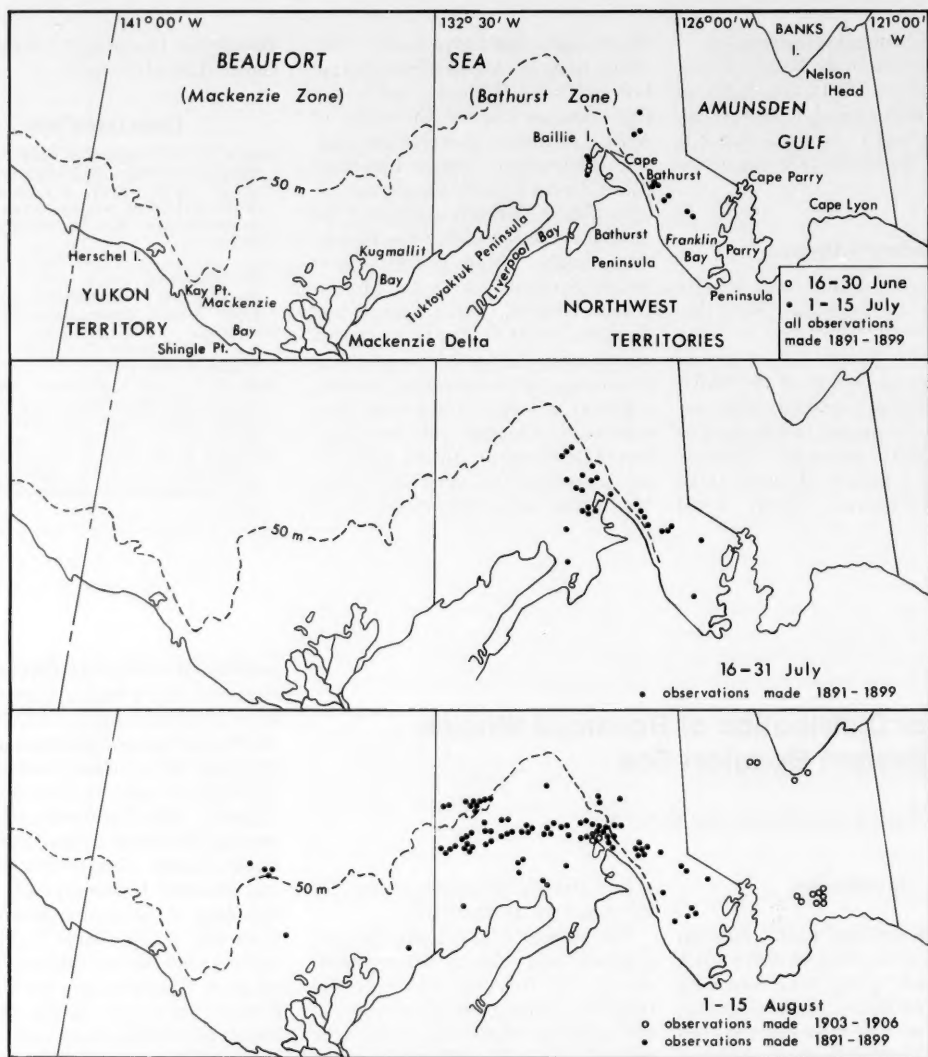 141° 00' W
132° 30' W
126° 00' W
121° 00'
W
BEAUFORT SEA
(Mackenzie Zone)
(Bathurst Zone)
BANKS
Nelson
Head
AMUNSDEN
GULF
Baillie I.
Cape
Bathurst
Cape Parry
Cape Lyon
50 m
Herschel I.
Kugmallit
Bay
Tuktoyaktuk Peninsula
Liverpool Bay
Bathurst
Peninsula
Franklin
Bay
Parry
Peninsula
Kay Pt.
Mackenzie
Bay
YUKON
TERRITORY
Shingle Pt.
Mackenzie Delta
NORTHWEST
TERRITORIES
○ 16-30 June
● 1-15 July
all observations
made 1891-1899
50 m
16-31 July
● observations made 1891-1899
50 m
1-15 August
○ observations made 1903-1906
● observations made 1891-1899